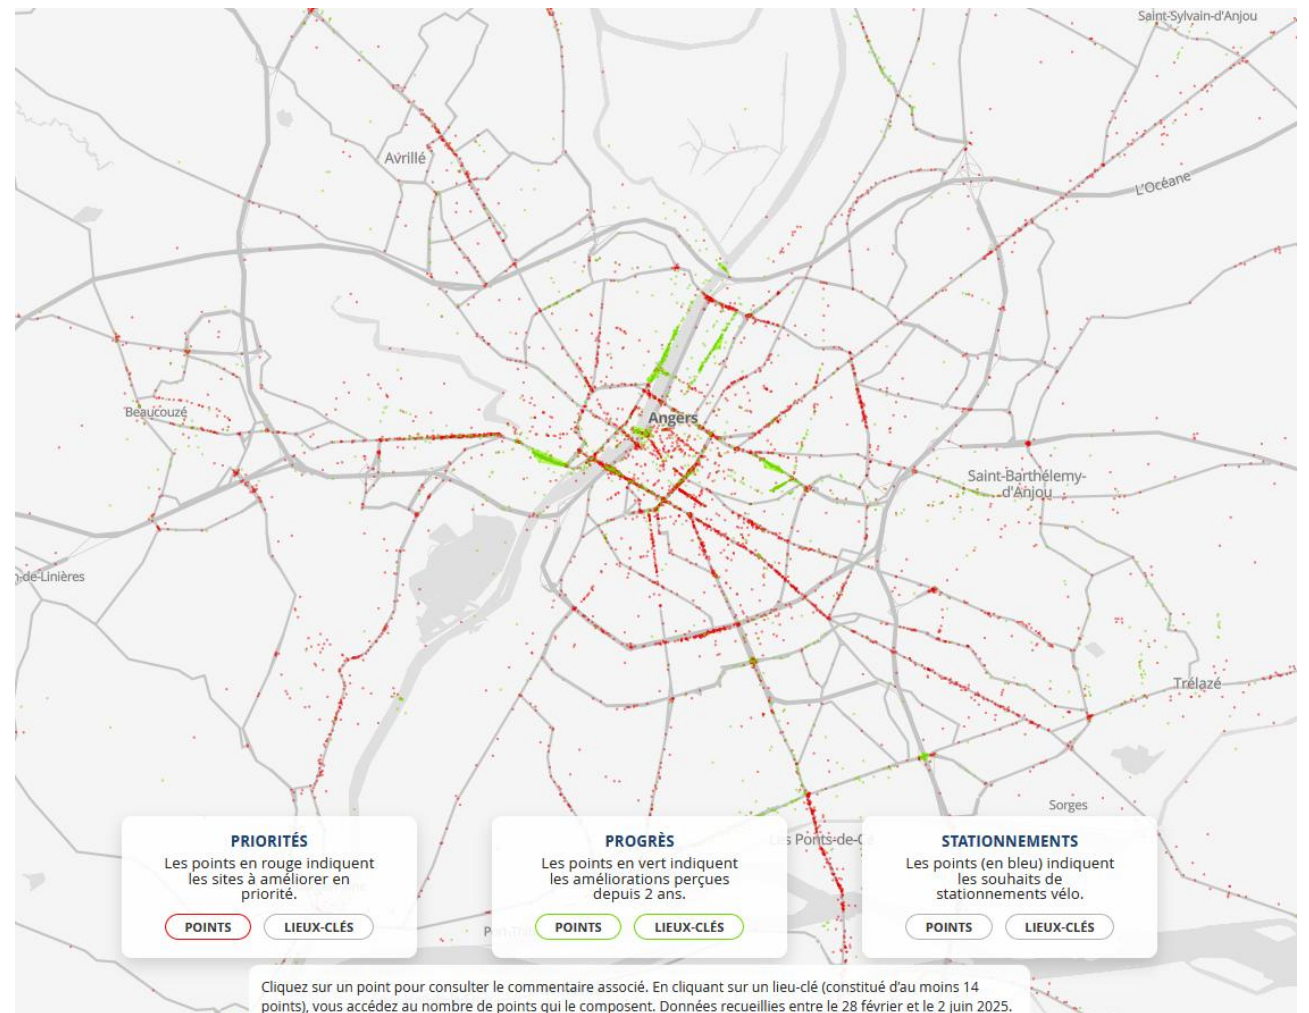 Saint-Sylvain-d'Anjou
Avrillé
L'Océane
Beaucouzé
Angers
Saint-Barthélemy-
d'Anjou
n-de-Linières
Trélazé
Sorges
Les Ponts-de-Cé
PRIORITÉS
Les points en rouge indiquent
les sites à améliorer en
priorité.
POINTS
LIEUX-CLÉS
PROGRÈS
Les points en vert indiquent
les améliorations perçues
depuis 2 ans.
POINTS
LIEUX-CLÉS
STATIONNEMENTS
Les points (en bleu) indiquent
les souhaits de
stationnements vélo.
POINTS
LIEUX-CLÉS
Cliquez sur un point pour consulter le commentaire associé. En cliquant sur un lieu-clé (constitué d'au moins 14
points), vous accédez au nombre de points qui le composent. Données recueillies entre le 28 février et le 2 juin 2025.